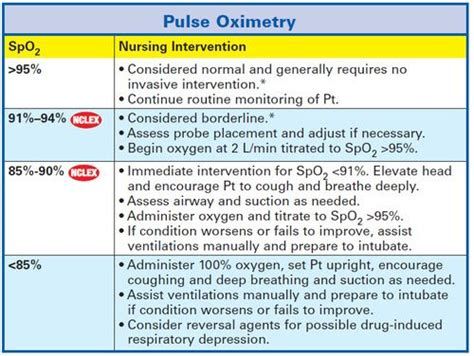 Pulse Oximetry
SpO₂ Nursing Intervention
>95% • Considered normal and generally requires no
invasive intervention.*
• Continue routine monitoring of Pt.
91%–94% NCLEX • Considered borderline.*
• Assess probe placement and adjust if necessary.
• Begin oxygen at 2 L/min titrated to SpO₂ >95%.
85%-90% NCLEX • Immediate intervention for SpO₂ <91%. Elevate head
and encourage Pt to cough and breathe deeply.
• Assess airway and suction as needed.
• Administer oxygen and titrate to SpO₂ >95%.
• If condition worsens or fails to improve, assist
ventilations manually and prepare to intubate.
<85% • Administer 100% oxygen, set Pt upright, encourage
coughing and deep breathing and suction as needed.
• Assist ventilations manually and prepare to intubate
if condition worsens or fails to improve.
• Consider reversal agents for possible drug-induced
respiratory depression.